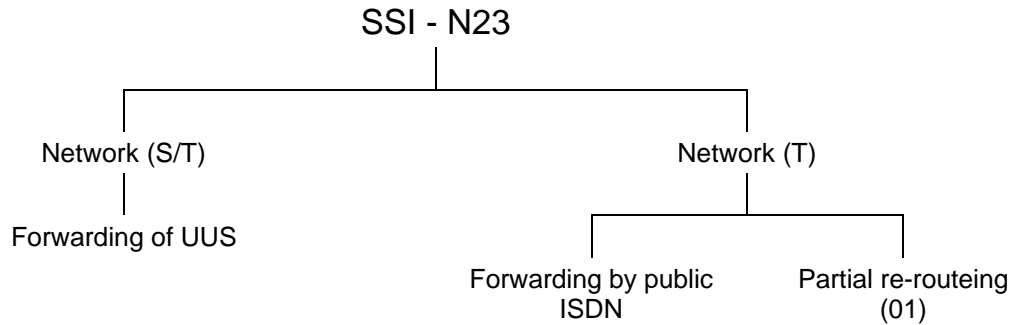 SSI - N23
Network (S/T)
Network (T)
Forwarding of UUS
Forwarding by public
ISDN
Partial re-routeing
(01)